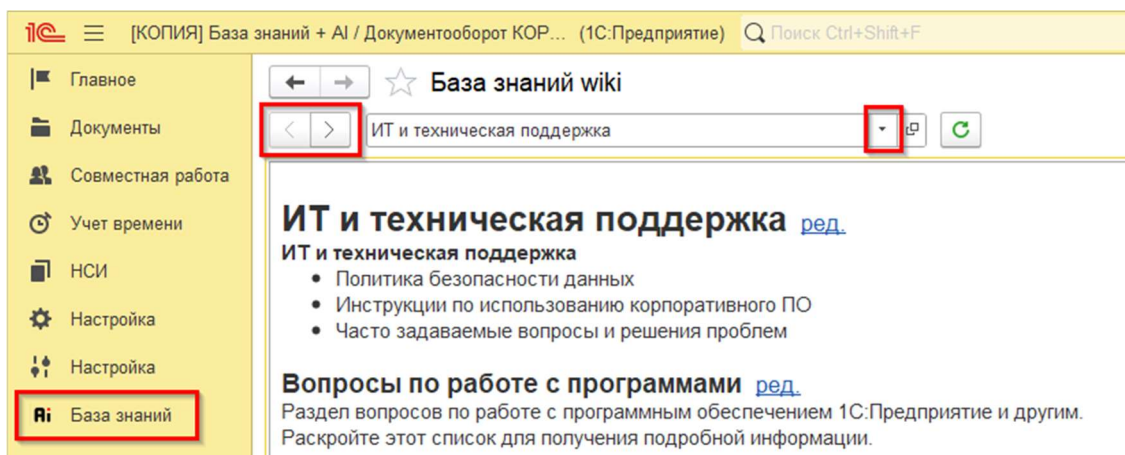 1С [КОПИЯ] База знаний + AI / Документооборот КОР... (1С:Предприятие) Поиск Ctrl+Shift+F
Главное
Документы
Совместная работа
Учет времени
НСИ
Настройка
Настройка
Ai База знаний
База знаний wiki
ИТ и техническая поддержка
ИТ и техническая поддержка ред.
ИТ и техническая поддержка
• Политика безопасности данных
• Инструкции по использованию корпоративного ПО
• Часто задаваемые вопросы и решения проблем
Вопросы по работе с программами ред.
Раздел вопросов по работе с программным обеспечением 1С:Предприятие и другим.
Раскройте этот список для получения подробной информации.